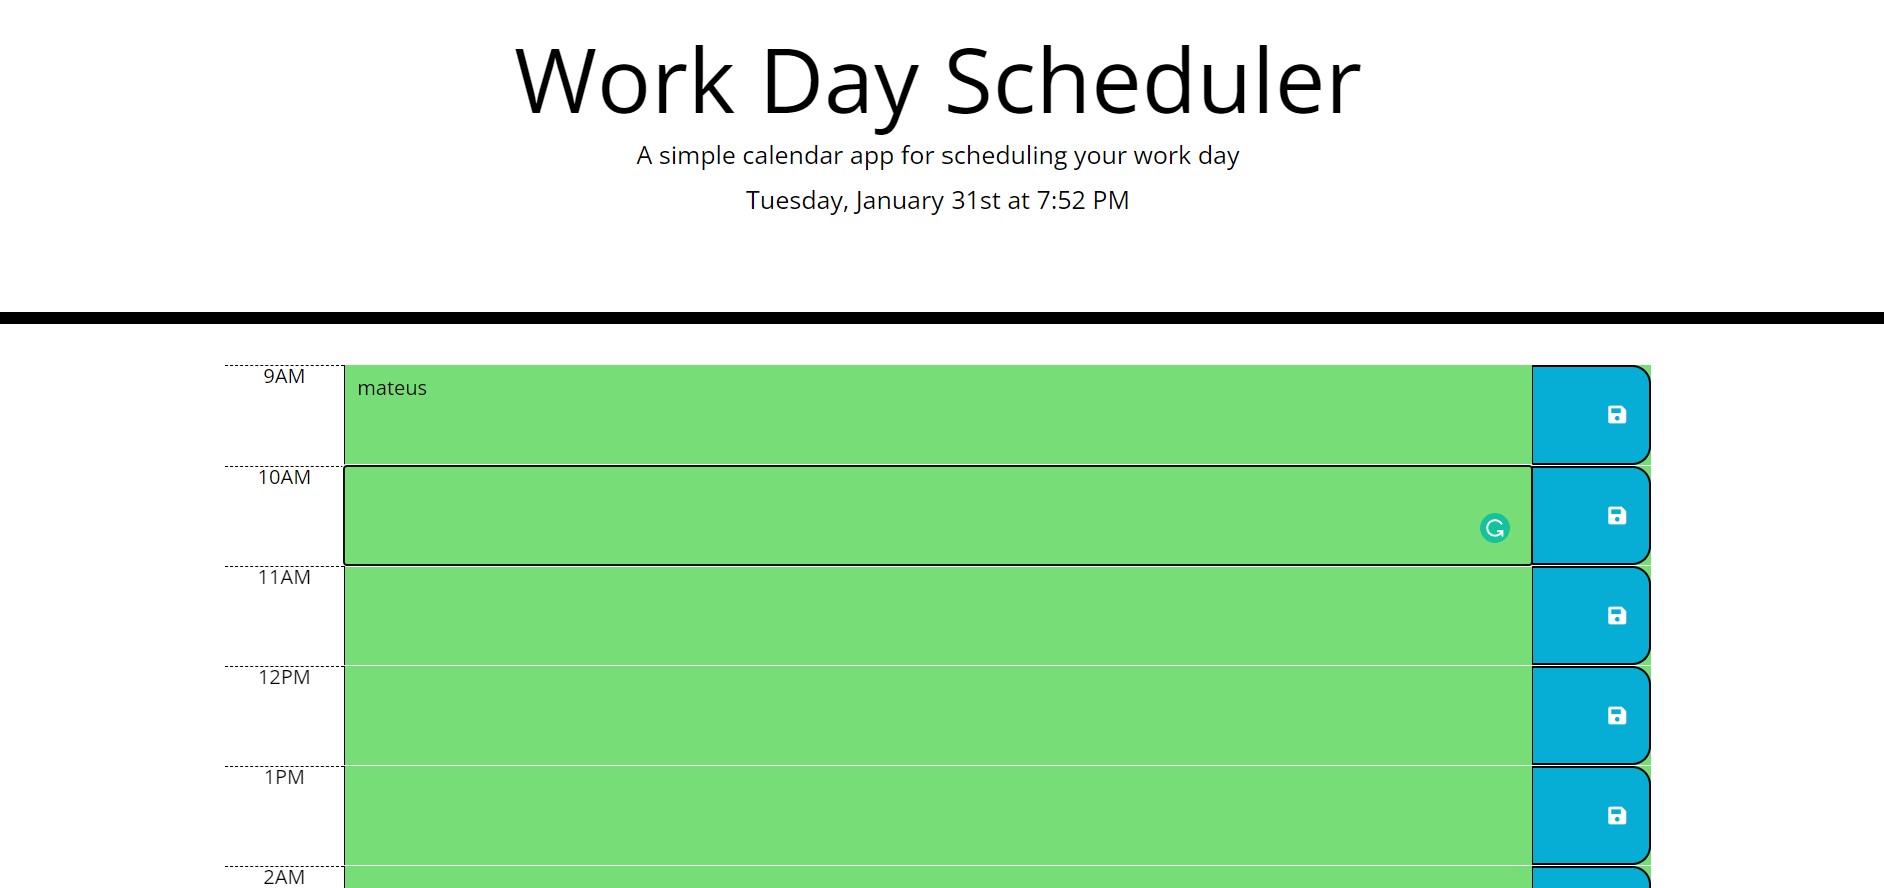 Work Day Scheduler
A simple calendar app for scheduling your work day
Tuesday, January 31st at 7:52 PM
9AM
mateus
10AM
11AM
12PM
1PM
2AM